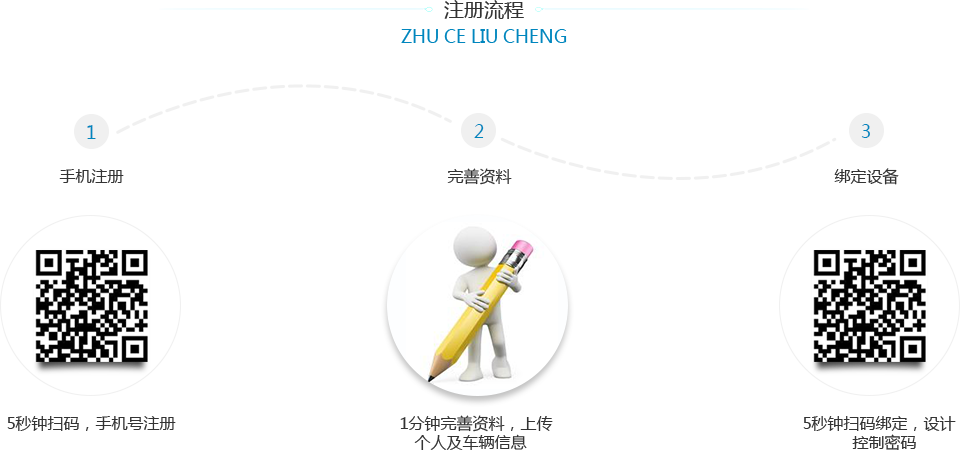 注册流程
ZHU CE LIU CHENG
1
2
3
手机注册
完善资料
绑定设备
5秒钟扫码，手机号注册
1分钟完善资料，上传
个人及车辆信息
5秒钟扫码绑定，设计
控制密码